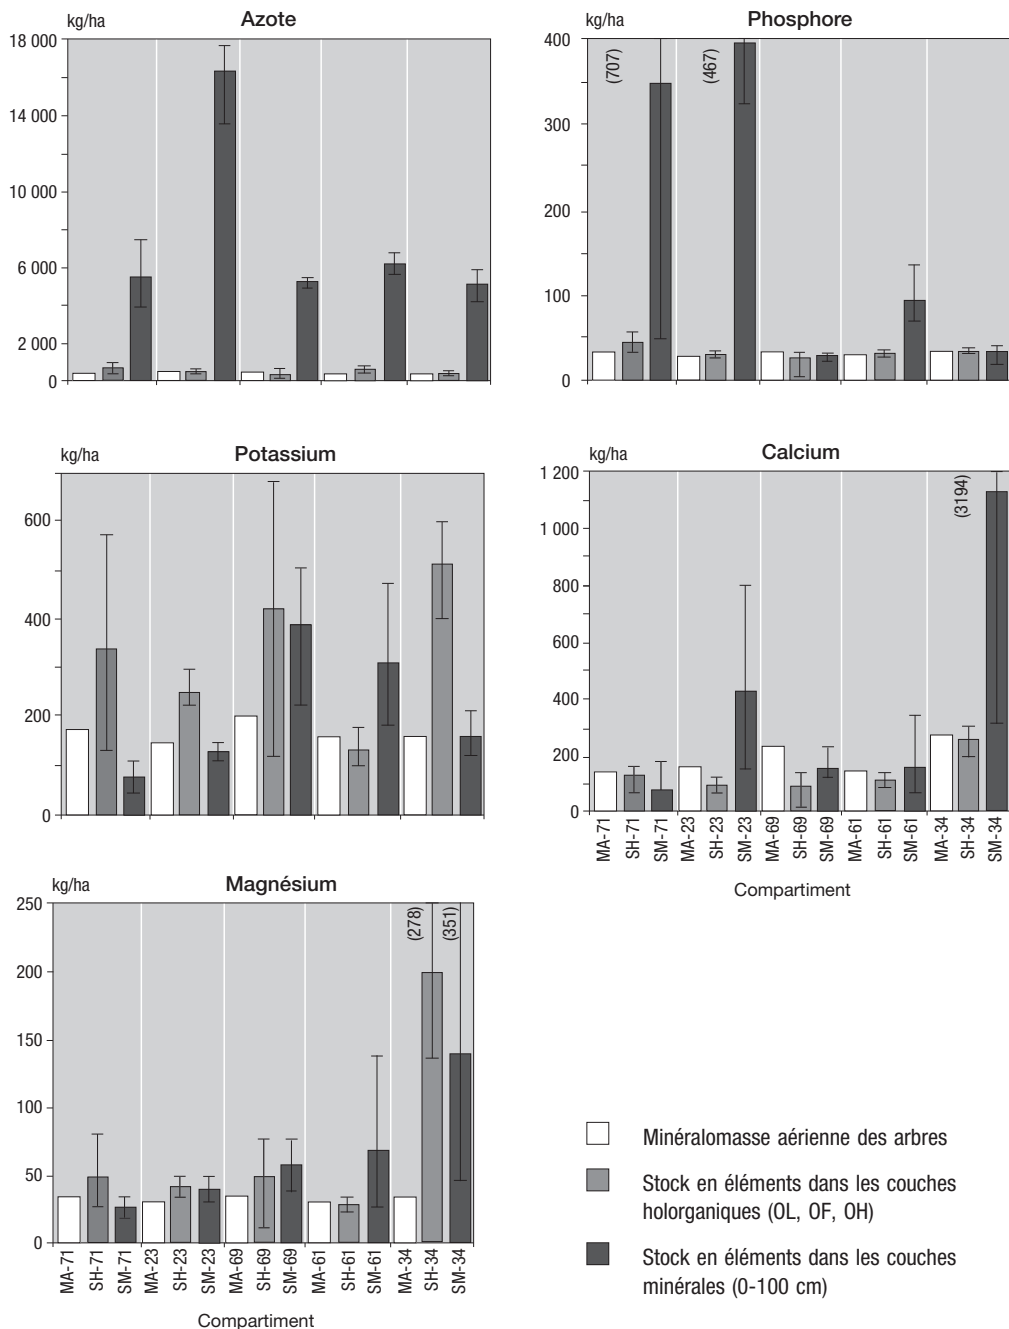 kg/ha
Azote
18 000
14 000
10 000
6 000
2 000
0
kg/ha
Phosphore
400
300
200
100
0
(707)
(467)
kg/ha
Potassium
600
400
200
0
kg/ha
Calcium
1 200
1 000
800
600
400
200
0
(3194)
MA-71
SH-71
SM-71
MA-23
SH-23
SM-23
MA-69
SH-69
SM-69
MA-61
SH-61
SM-61
MA-34
SH-34
SM-34
Compartiment
kg/ha
Magnésium
250
200
150
100
50
0
(278)
(351)
MA-71
SH-71
SM-71
MA-23
SH-23
SM-23
MA-69
SH-69
SM-69
MA-61
SH-61
SM-61
MA-34
SH-34
SM-34
Compartiment
Minéralomasse aérienne des arbres
Stock en éléments dans les couches
holorganiques (OL, OF, OH)
Stock en éléments dans les couches
minérales (0-100 cm)